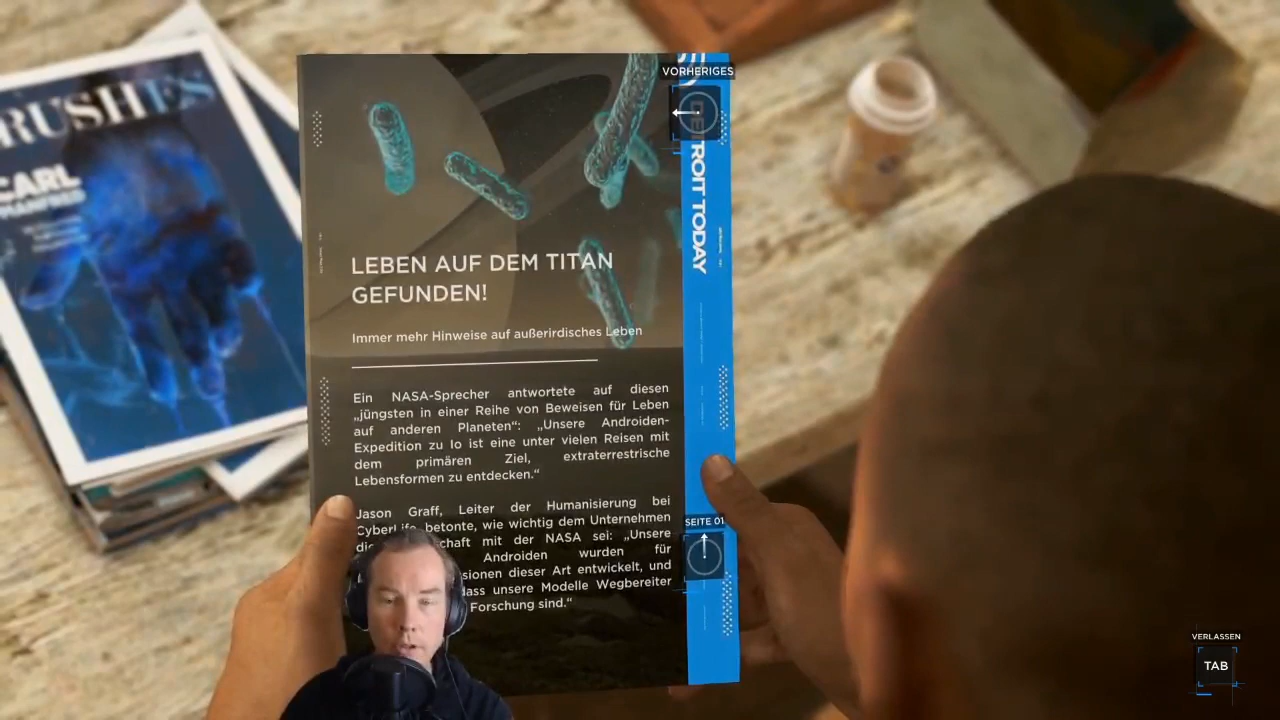 RUSHES
CARL
MANFRED
VORHERIGES
DETROIT TODAY
LEBEN AUF DEM TITAN
GEFUNDEN!
Immer mehr Hinweise auf außerirdisches Leben
Ein NASA-Sprecher antwortete auf diesen
„jüngsten in einer Reihe von Beweisen für Leben
auf anderen Planeten“: „Unsere Androiden-
Expedition zu Io ist eine unter vielen Reisen mit
dem primären Ziel, extraterrestrische
Lebensformen zu entdecken.“
Jason Graff, Leiter der Humanisierung bei
CyberLife, betonte, wie wichtig dem Unternehmen
mit der NASA sei: „Unsere
Androiden wurden für
dieser Art entwickelt, und
dass unsere Modelle Wegbereiter
Forschung sind.“
SEITE 01
VERLASSEN
TAB